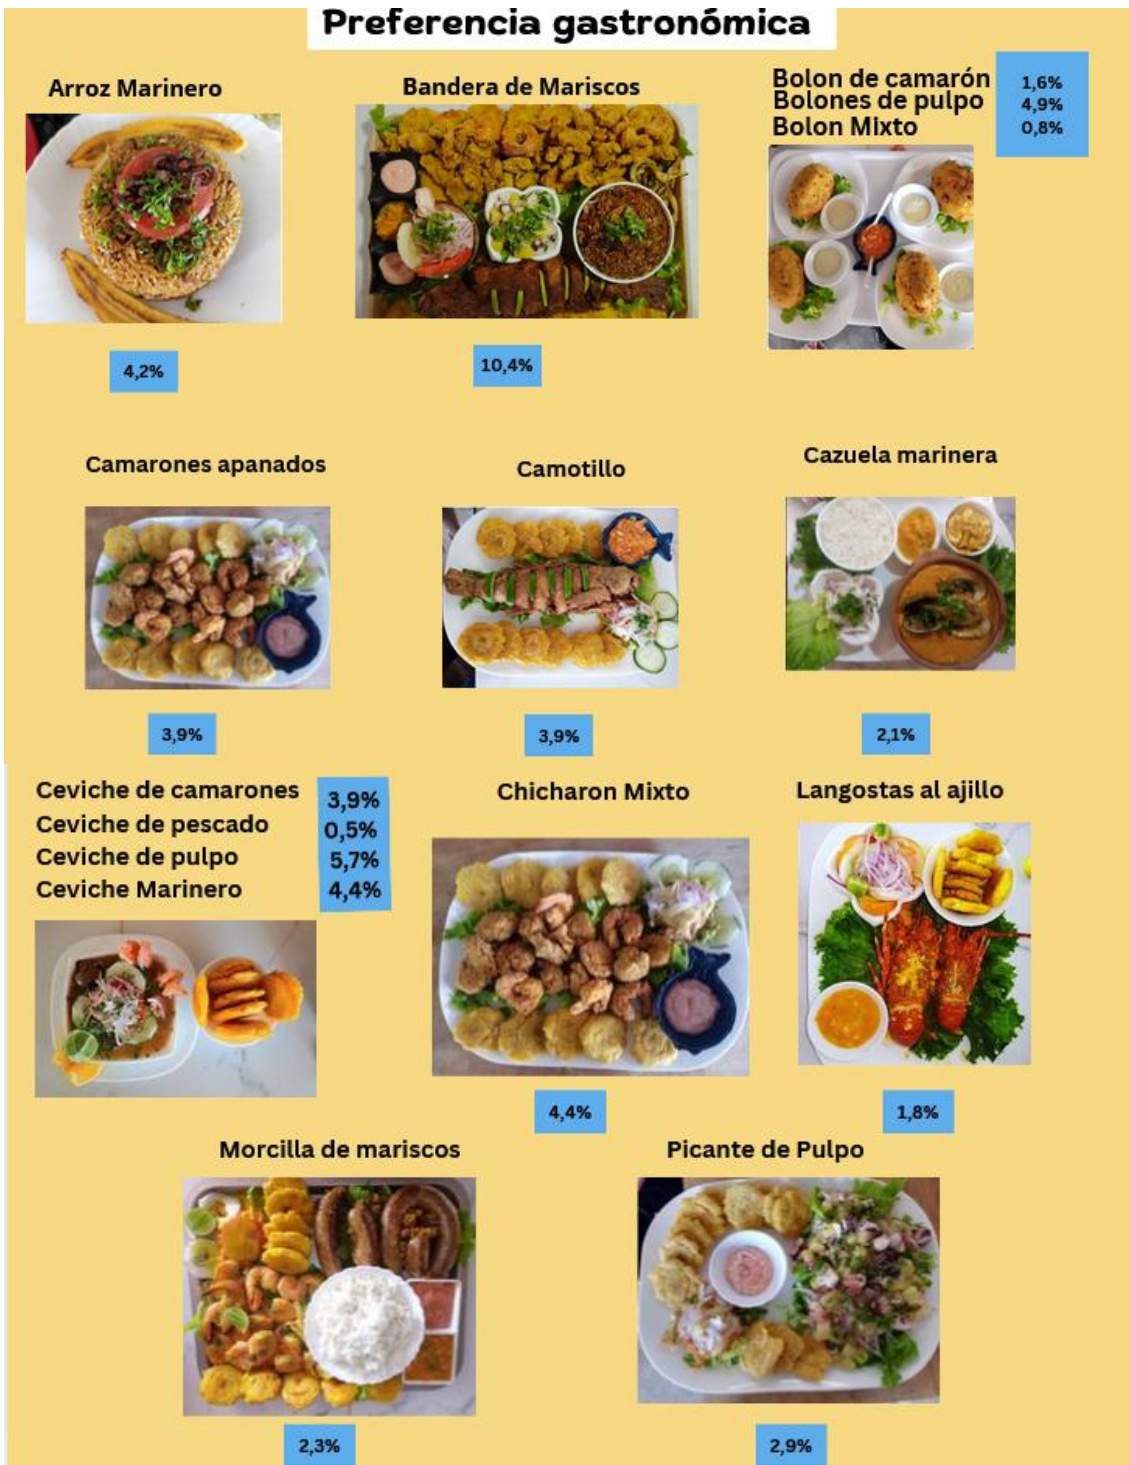 Preferencia gastronómica
Arroz Marinero
4,2%
Bandera de Mariscos
10,4%
Bolon de camarón 1,6%
Bolones de pulpo 4,9%
Bolon Mixto 0,8%
Camarones apanados
3,9%
Camotillo
3,9%
Cazuela marinera
2,1%
Ceviche de camarones 3,9%
Ceviche de pescado 0,5%
Ceviche de pulpo 5,7%
Ceviche Marinero 4,4%
Chicharon Mixto
4,4%
Langostas al ajillo
1,8%
Morcilla de mariscos
2,3%
Picante de Pulpo
2,9%